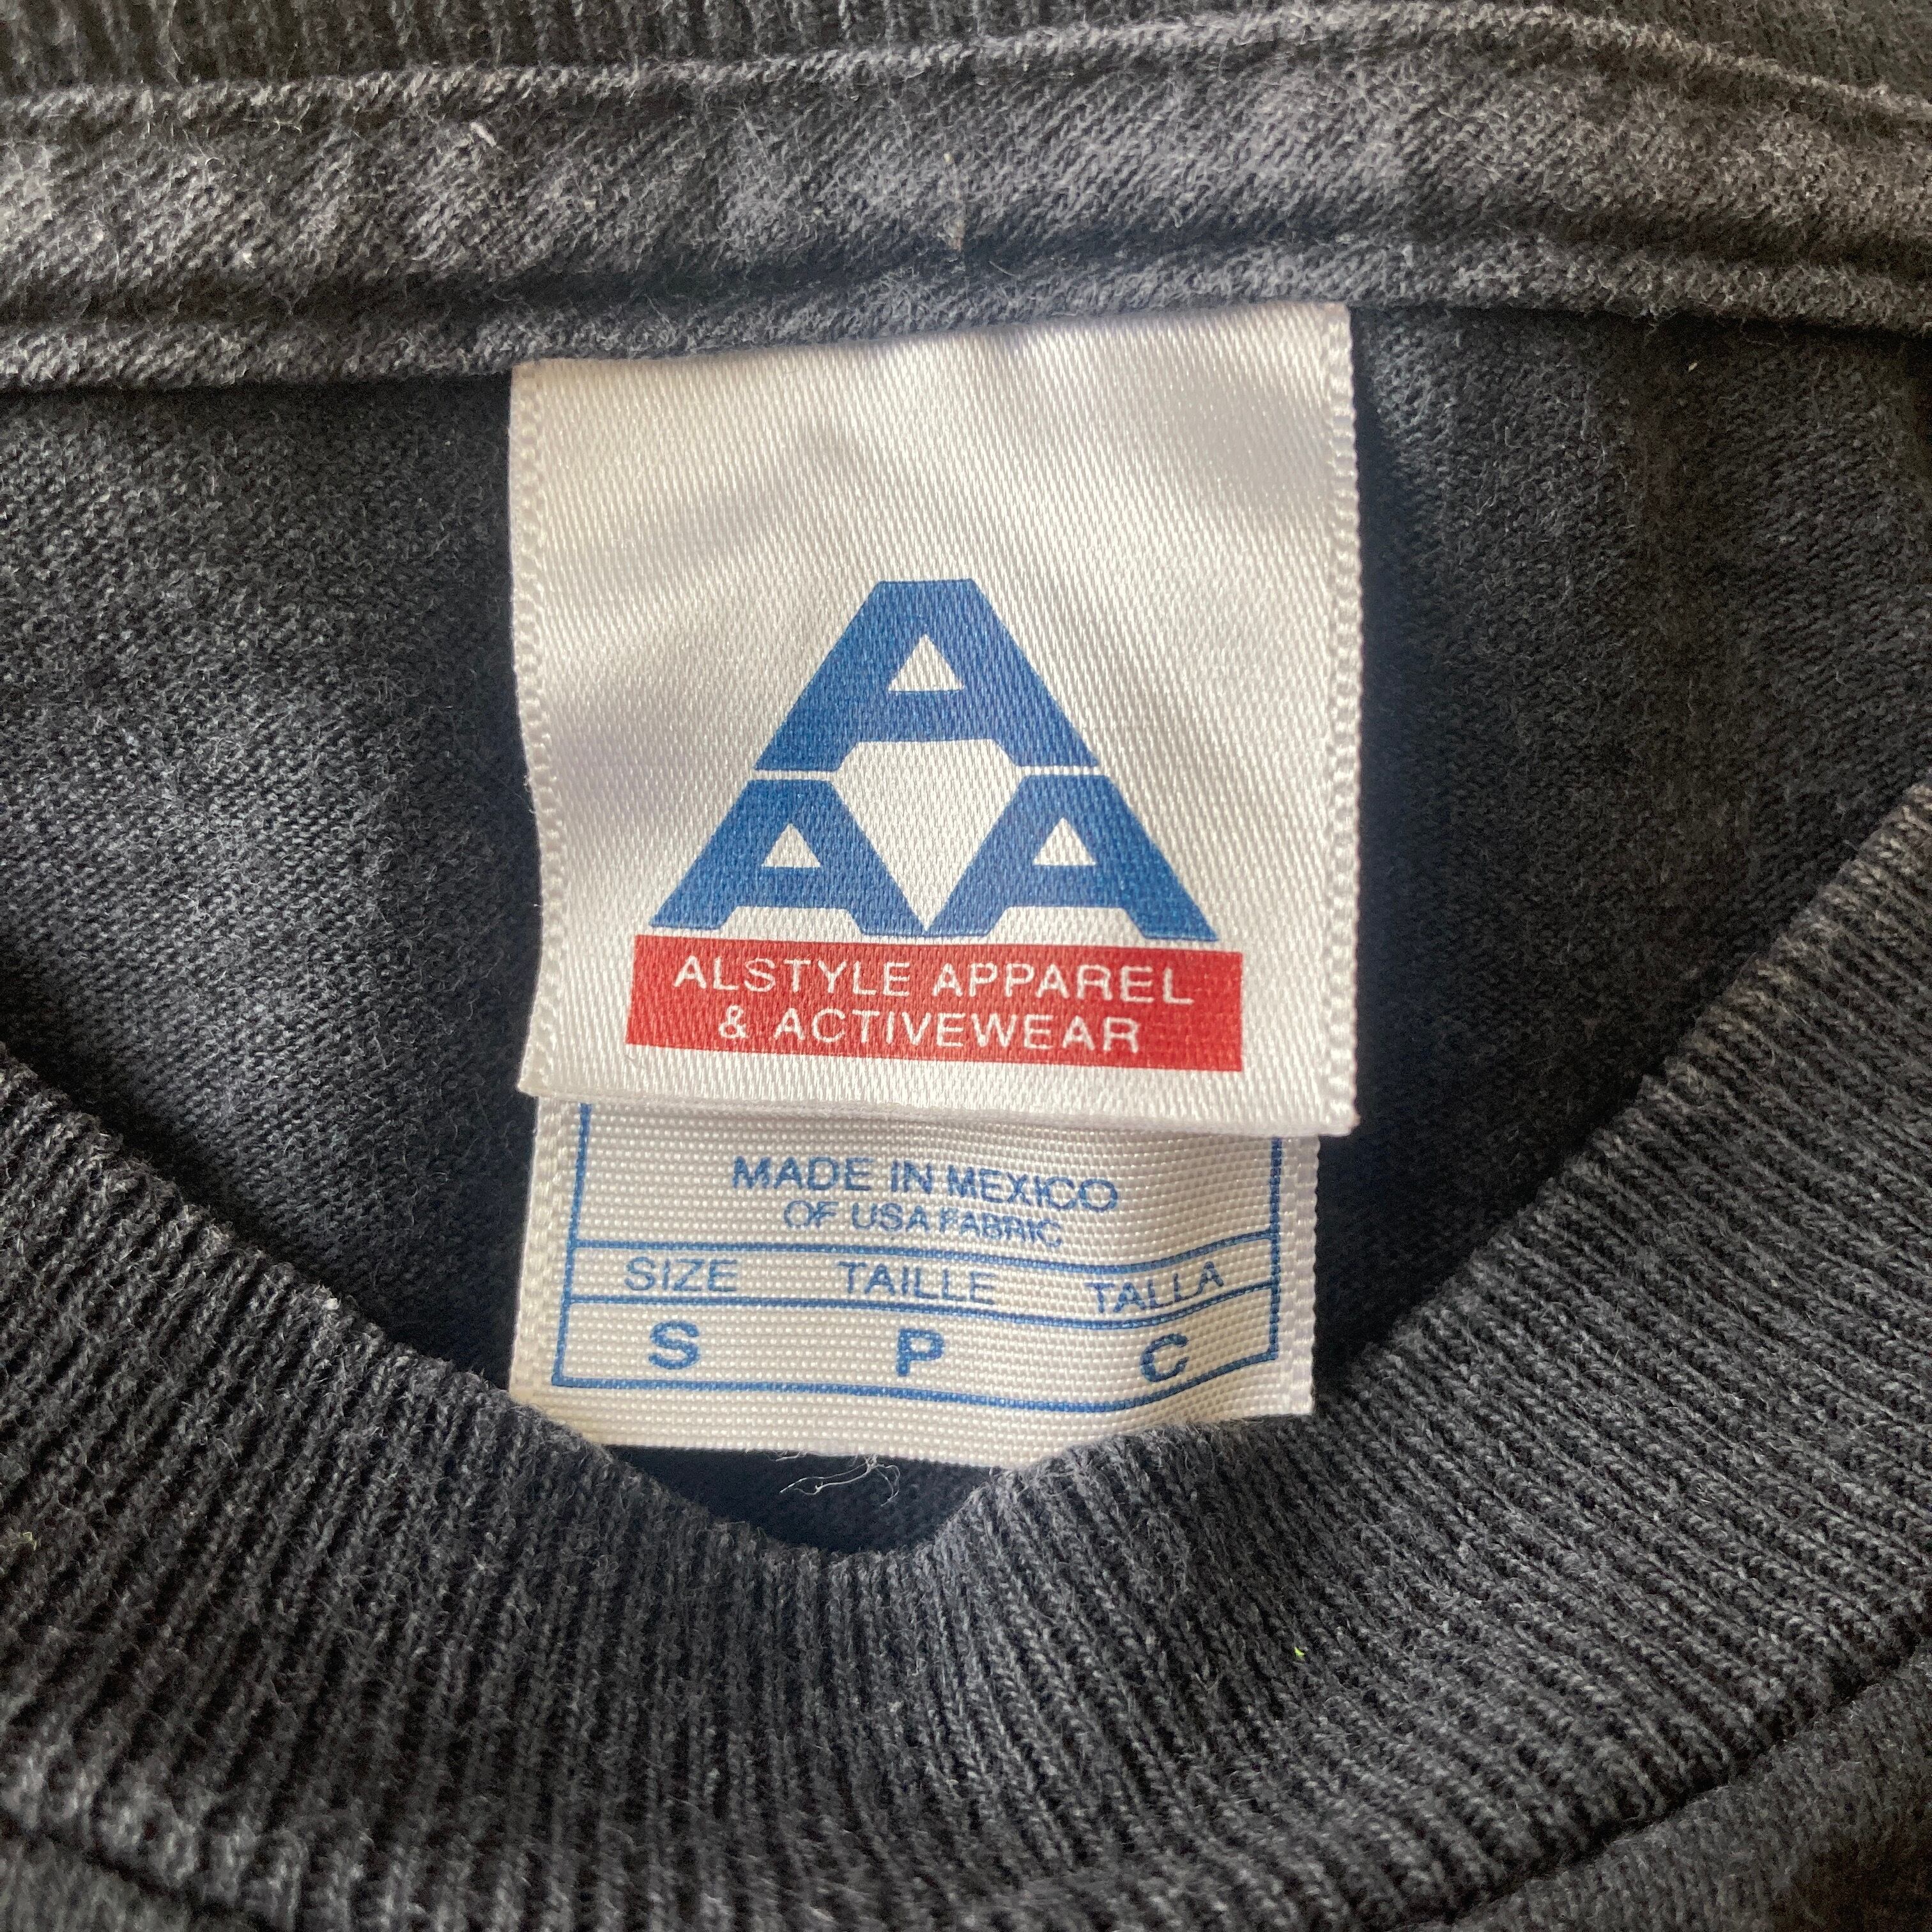 A
A A
ALSTYLE APPAREL
& ACTIVEWEAR
MADE IN MEXICO
OF USA FABRIC
SIZE TAILLE TALLA
S P C